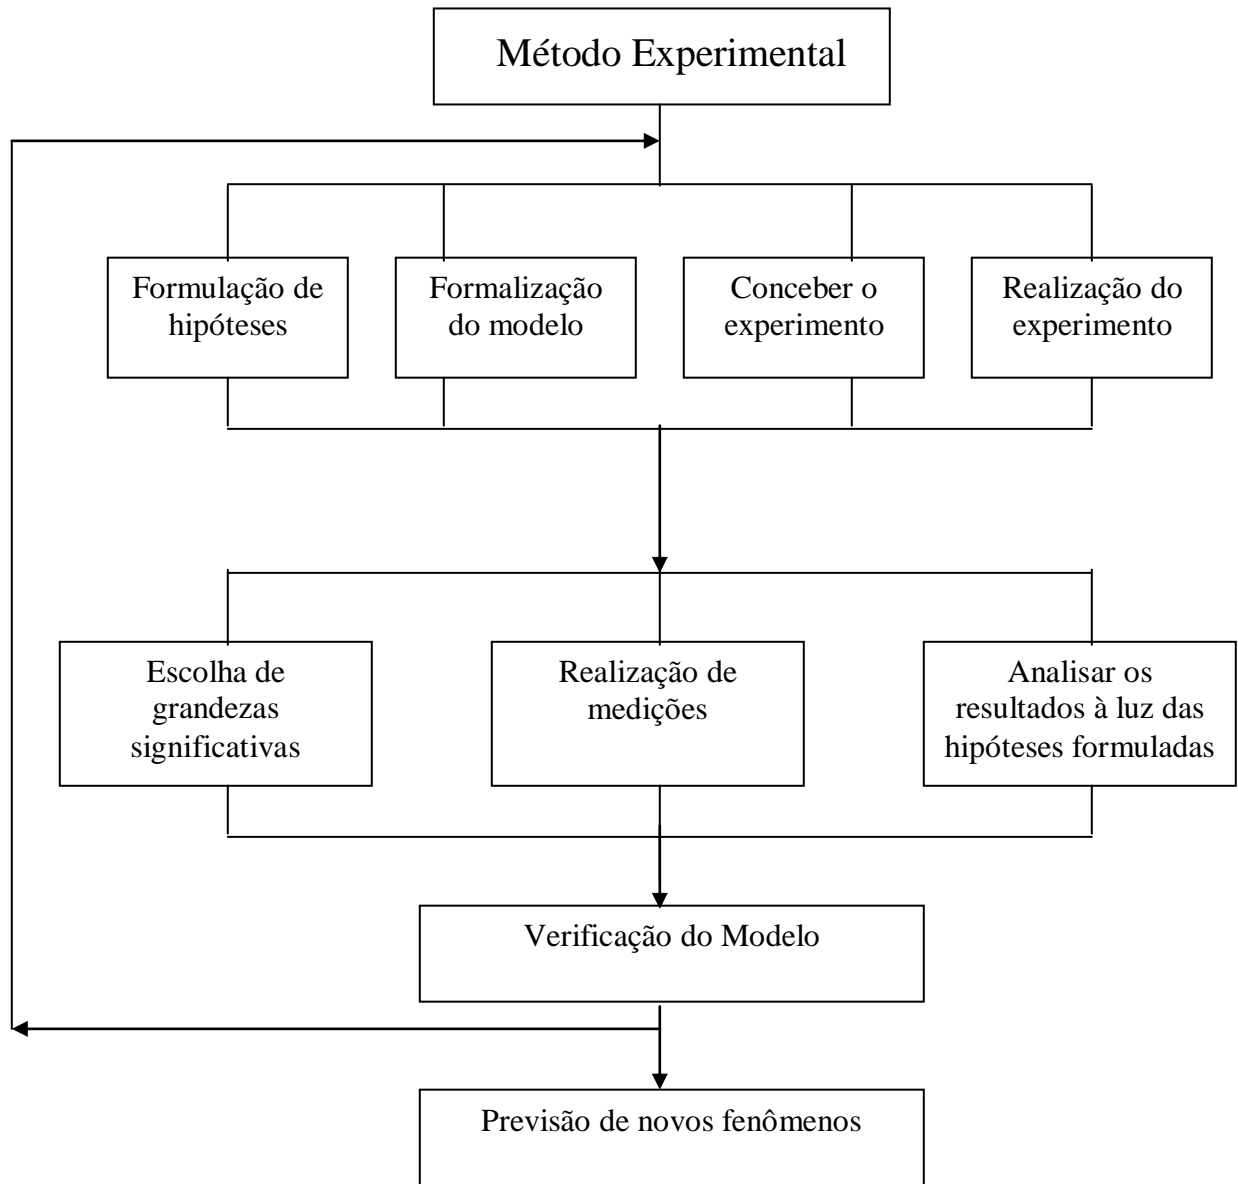 Método Experimental
Formulação de
hipóteses
Formalização
do modelo
Conceber o
experimento
Realização do
experimento
Escolha de
grandezas
significativas
Realização de
medições
Analisar os
resultados à luz das
hipóteses formuladas
Verificação do Modelo
Previsão de novos fenômenos